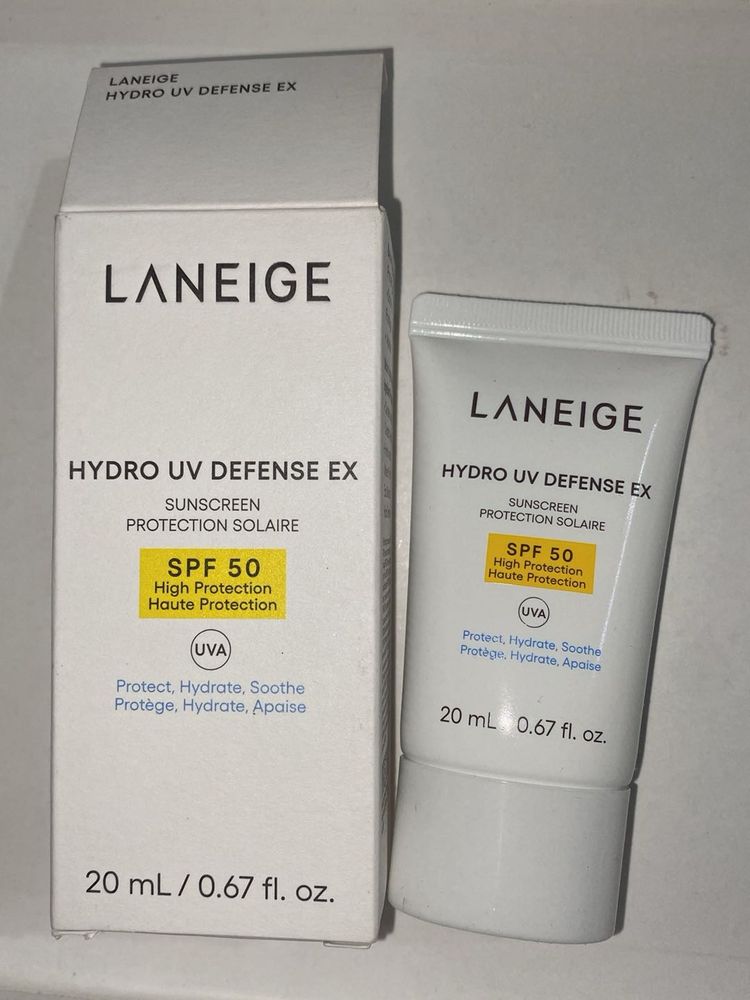 LANEIGE
HYDRO UV DEFENSE EX
LANEIGE
HYDRO UV DEFENSE EX
SUNSCREEN
PROTECTION SOLAIRE
SPF 50
High Protection
Haute Protection
UVA
Protect, Hydrate, Soothe
Protège, Hydrate, Apaise
20 mL / 0.67 fl. oz.
LANEIGE
HYDRO UV DEFENSE EX
SUNSCREEN
PROTECTION SOLAIRE
SPF 50
High Protection
Haute Protection
UVA
Protect, Hydrate, Soothe
Protège, Hydrate, Apaise
20 mL 0.67 fl. oz.